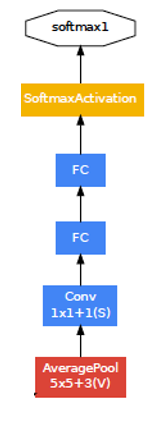 softmax1
SoftmaxActivation
FC
FC
Conv
1x1+1(S)
AveragePool
5x5+3(V)